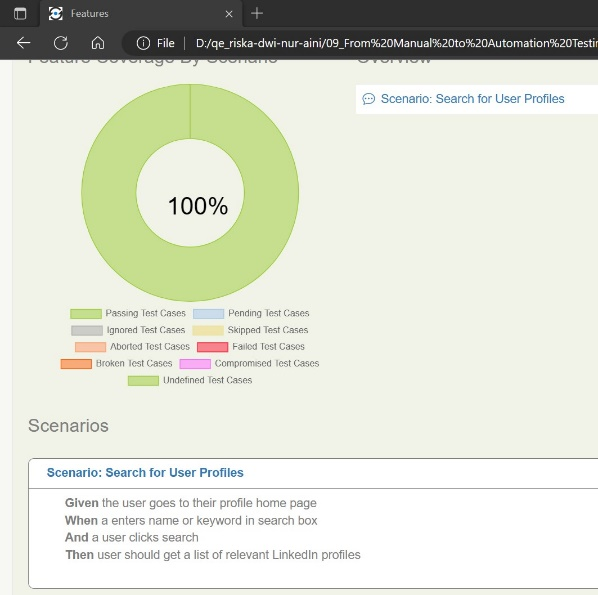 Features
File | D:/qe_riska-dwi-nur-aini/09_From%20Manual%20to%20Automation%20Testin
Feature Coverage By Scenario
Overview
Scenario: Search for User Profiles
100%
Passing Test Cases Pending Test Cases
Ignored Test Cases Skipped Test Cases
Aborted Test Cases Failed Test Cases
Broken Test Cases Compromised Test Cases
Undefined Test Cases
Scenarios
Scenario: Search for User Profiles
Given the user goes to their profile home page
When a enters name or keyword in search box
And a user clicks search
Then user should get a list of relevant LinkedIn profiles